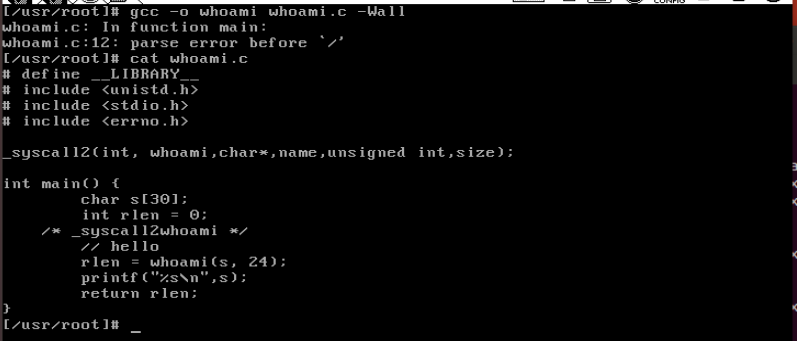 CONFIG
[/usr/root]# gcc -o whoami whoami.c -Wall
whoami.c: In function main:
whoami.c:12: parse error before `/'
[/usr/root]# cat whoami.c
# define __LIBRARY__
# include <unistd.h>
# include <stdio.h>
# include <errno.h>

_syscall2(int, whoami,char*,name,unsigned int,size);

int main() {
        char s[30];
        int rlen = 0;
    /* _syscall2whoami */
        // hello
        rlen = whoami(s, 24);
        printf("%s\n",s);
        return rlen;
}
[/usr/root]# _